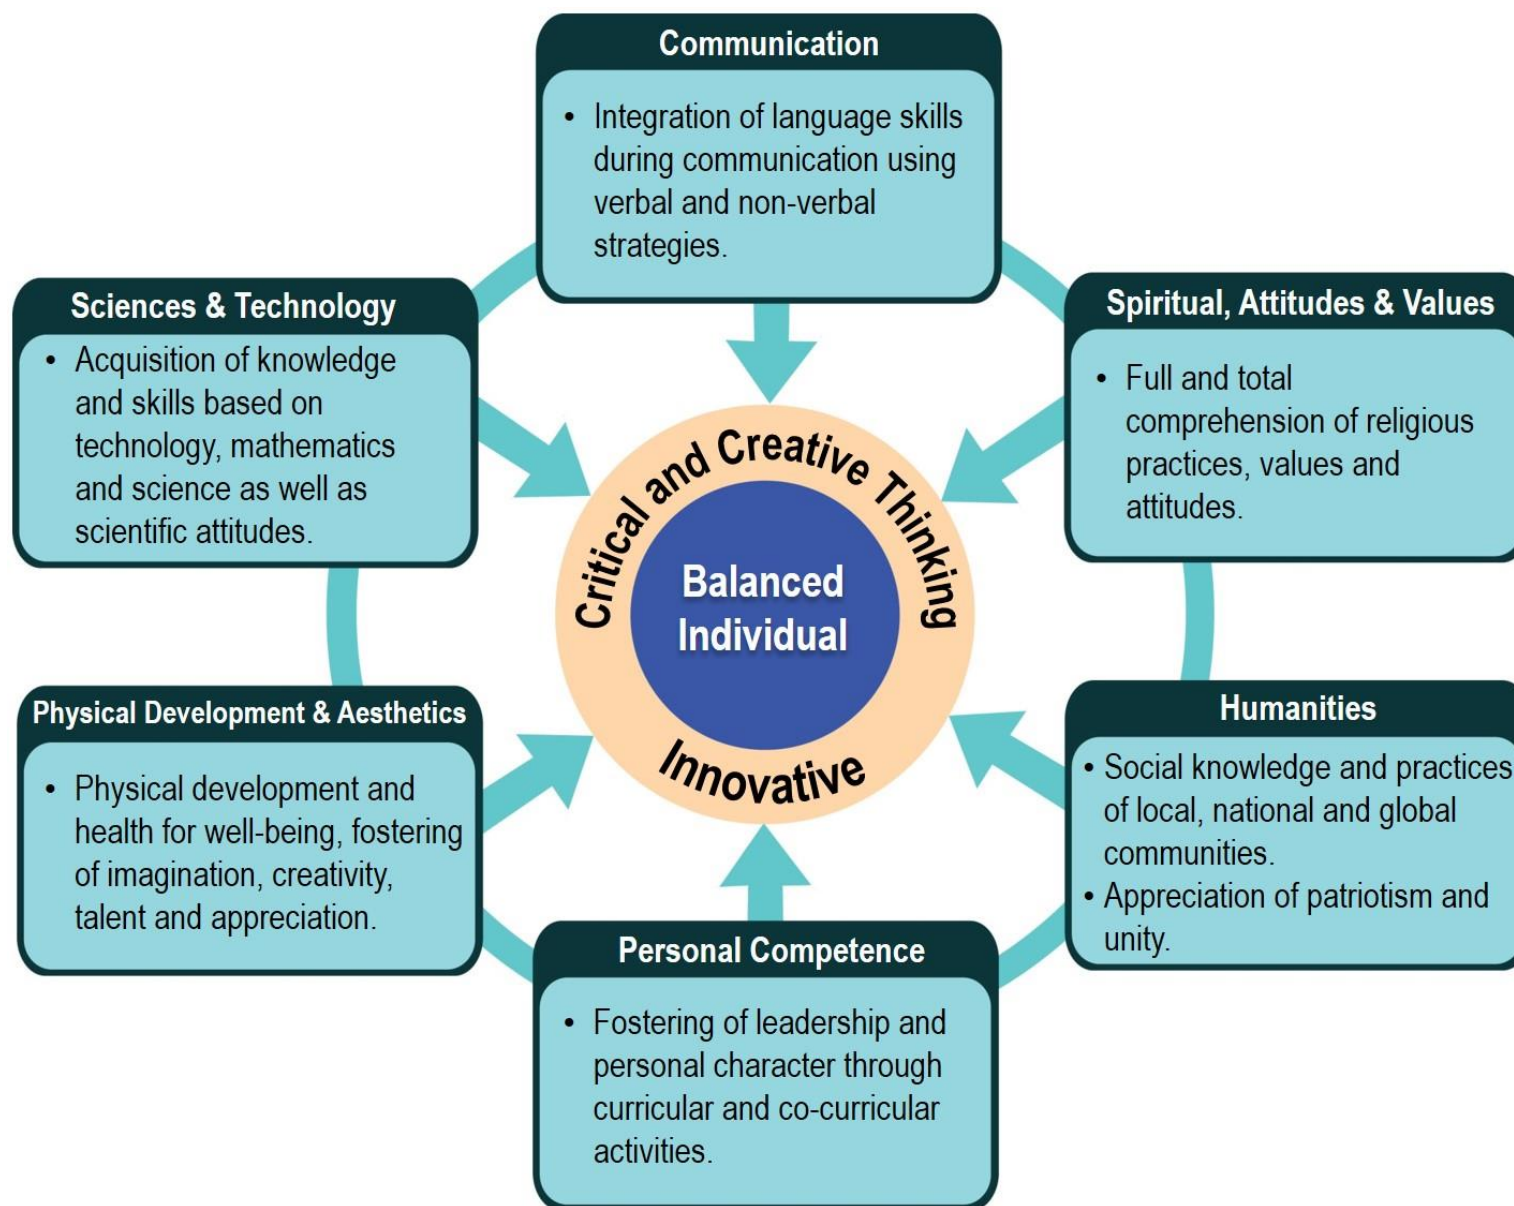 Communication
• Integration of language skills
during communication using
verbal and non-verbal
strategies.
Sciences & Technology
• Acquisition of knowledge
and skills based on
technology, mathematics
and science as well as
scientific attitudes.
Spiritual, Attitudes & Values
• Full and total
comprehension of religious
practices, values and
attitudes.
Critical and Creative Thinking
Balanced
Individual
Innovative
Physical Development & Aesthetics
• Physical development and
health for well-being, fostering
of imagination, creativity,
talent and appreciation.
Humanities
• Social knowledge and practices
of local, national and global
communities.
• Appreciation of patriotism and
unity.
Personal Competence
• Fostering of leadership and
personal character through
curricular and co-curricular
activities.